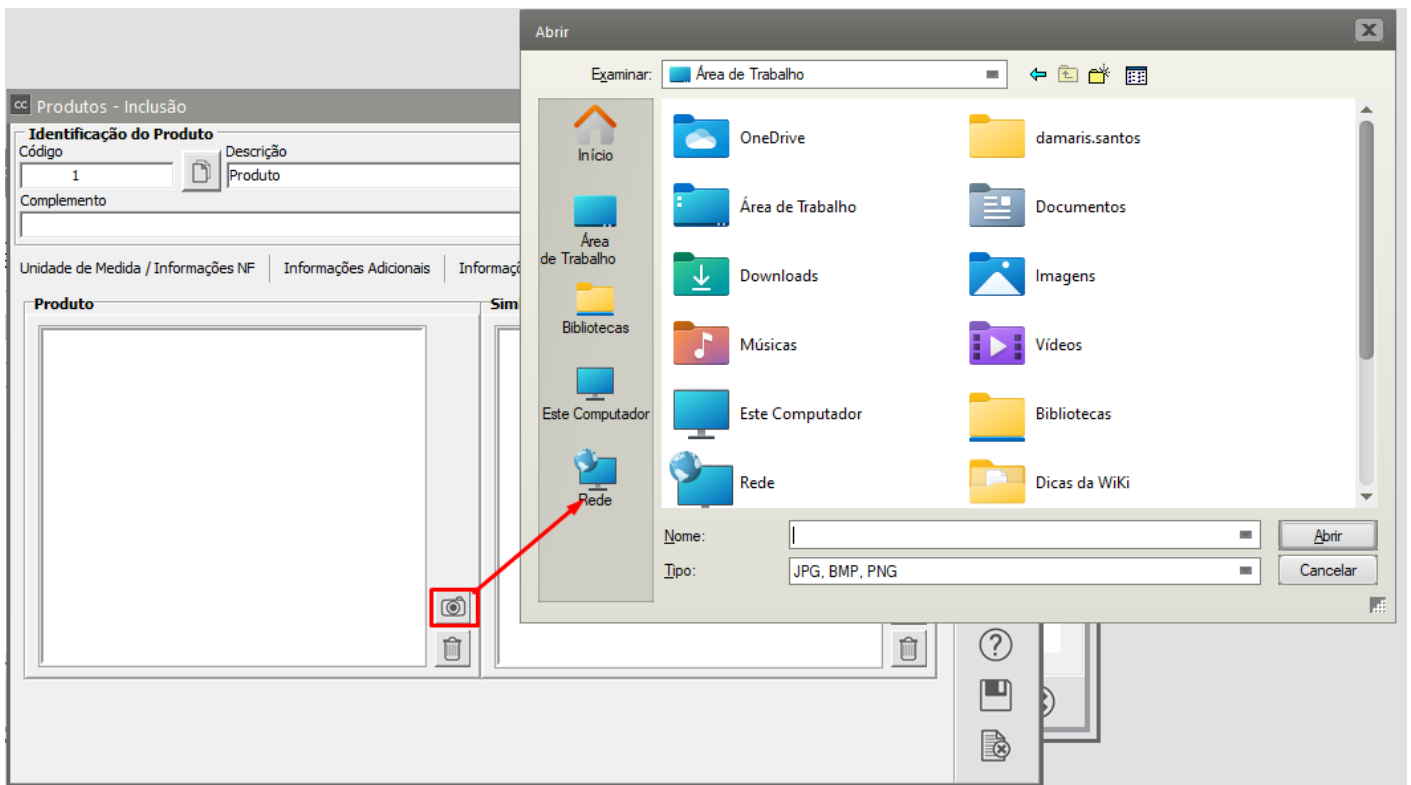 Abrir
Examinar:
Área de Trabalho
Início
Área
de Trabalho
Bibliotecas
Este Computador
Rede
OneDrive
damaris.santos
Área de Trabalho
Documentos
Downloads
Imagens
Músicas
Vídeos
Este Computador
Bibliotecas
Rede
Dicas da WiKi
Nome:
Abrir
Tipo:
JPG, BMP, PNG
Cancelar
cc Produtos - Inclusão
Identificação do Produto
Código
Descrição
1
Produto
Complemento
Unidade de Medida / Informações NF
Informações Adicionais
Produto